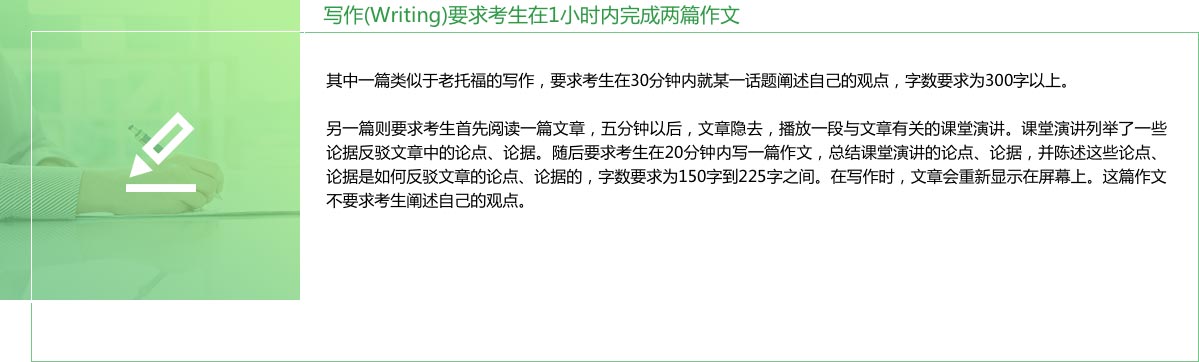 写作(Writing)要求考生在1小时内完成两篇作文
其中一篇类似于老托福的写作，要求考生在30分钟内就某一话题阐述自己的观点，字数要求为300字以上。
另一篇则要求考生首先阅读一篇文章，五分钟以后，文章隐去，播放一段与文章有关的课堂演讲。课堂演讲列举了一些
论据反驳文章中的论点、论据。随后要求考生在20分钟内写一篇作文，总结课堂演讲的论点、论据，并陈述这些论点、
论据是如何反驳文章的论点、论据的，字数要求为150字到225字之间。在写作时，文章会重新显示在屏幕上。这篇作文
不要求考生阐述自己的观点。